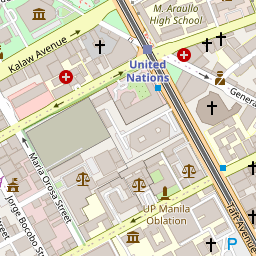 M. Araullo
High School
Kalaw Avenue
United
Nations
General
Maria Orosa Street
Jorge Bocobo
Street
UP Manila
Oblation
Taft Avenue
P